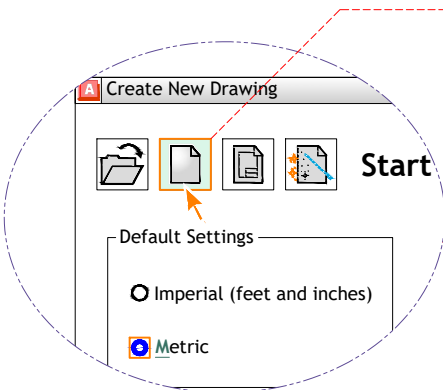 A Create New Drawing
Start
Default Settings
Imperial (feet and inches)
Metric